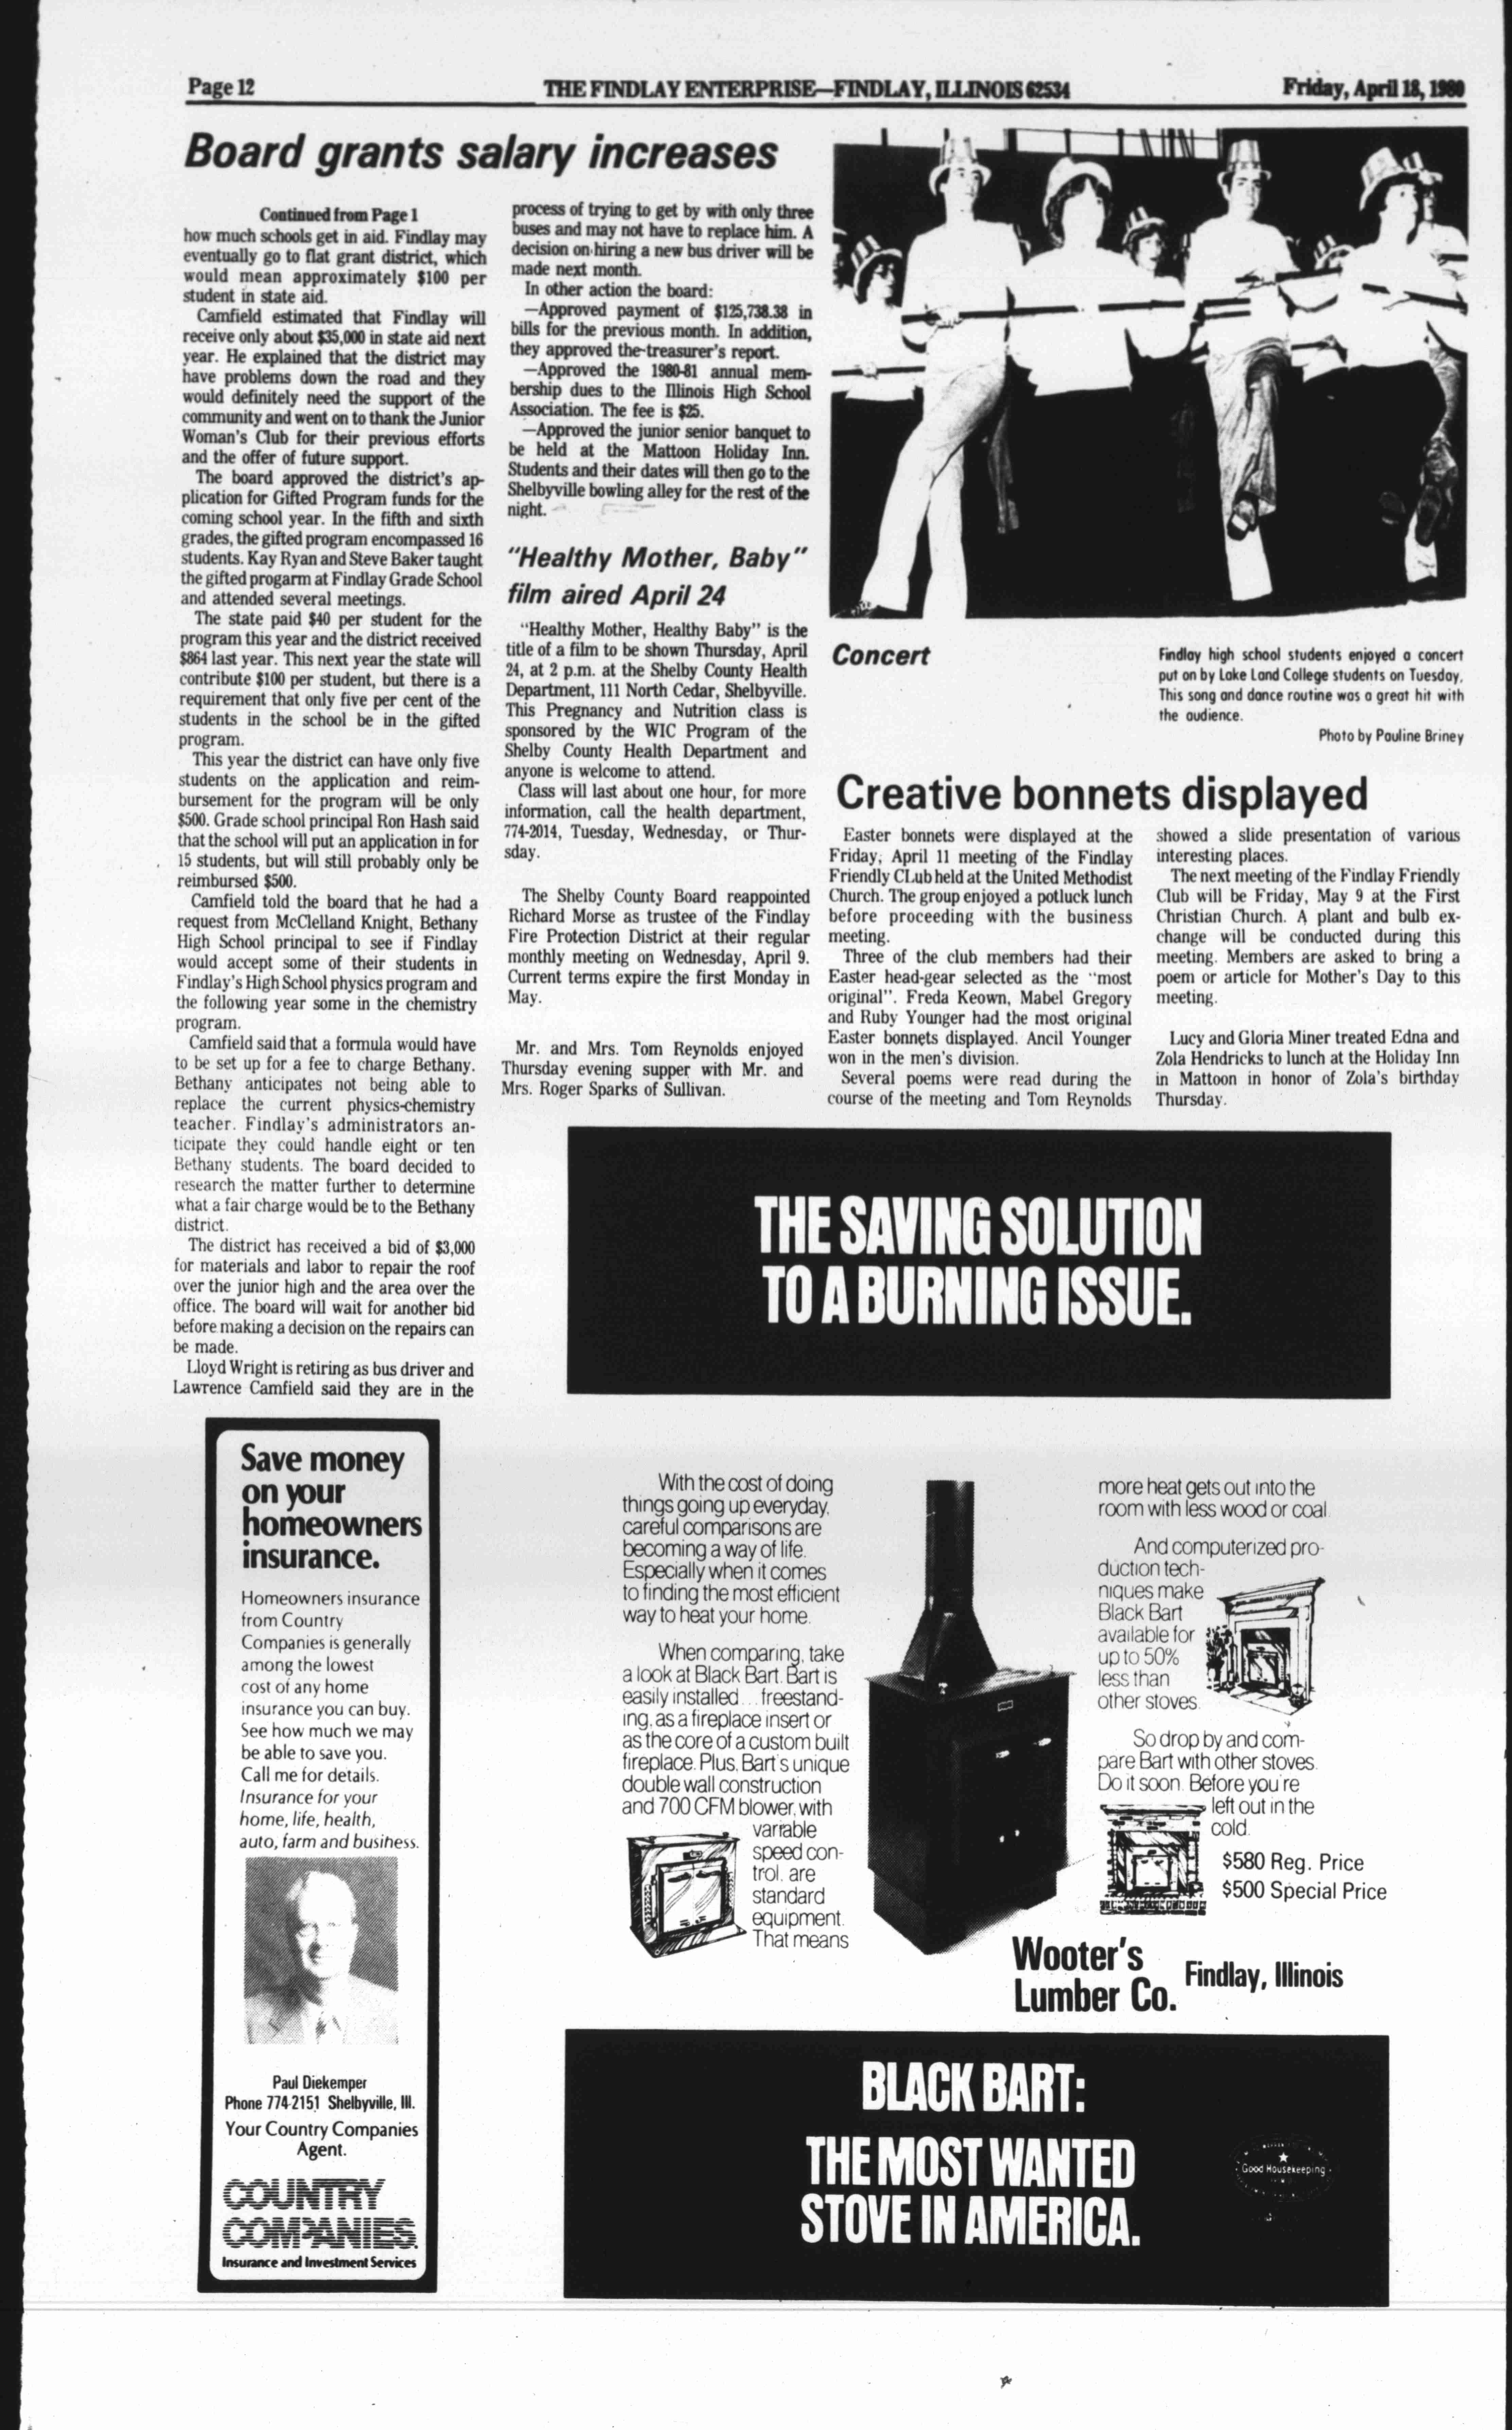 Page 12
THE FINDLAY ENTERPRISE—FINDLAY, ILLINOIS 62534
Friday, April 18, 1980
Board grants salary increases
Continued from Page 1
how much schools get in aid. Findlay may
eventually go to flat grant district, which
would mean approximately $100 per
student in state aid.
Camfield estimated that Findlay will
receive only about $35,000 in state aid next
year. He explained that the district may
have problems down the road and they
would definitely need the support of the
community and went on to thank the Junior
Woman's Club for their previous efforts
and the offer of future support.
The board approved the district's ap-
plication for Gifted Program funds for the
coming school year. In the fifth and sixth
grades, the gifted program encompassed 16
students. Kay Ryan and Steve Baker taught
the gifted progarm at Findlay Grade School
and attended several meetings.
The state paid $40 per student for the
program this year and the district received
$864 last year. This next year the state will
contribute $100 per student, but there is a
requirement that only five per cent of the
students in the school be in the gifted
program.
This year the district can have only five
students on the application and reim-
bursement for the program will be only
$500. Grade school principal Ron Hash said
that the school will put an application in for
15 students, but will still probably only be
reimbursed $500.
Camfield told the board that he had a
request from McClelland Knight, Bethany
High School principal to see if Findlay
would accept some of their students in
Findlay's High School physics program and
the following year some in the chemistry
program.
Camfield said that a formula would have
to be set up for a fee to charge Bethany.
Bethany anticipates not being able to
replace the current physics-chemistry
teacher. Findlay's administrators an-
ticipate they could handle eight or ten
Bethany students. The board decided to
research the matter further to determine
what a fair charge would be to the Bethany
district.
The district has received a bid of $3,000
for materials and labor to repair the roof
over the junior high and the area over the
office. The board will wait for another bid
before making a decision on the repairs can
be made.
Lloyd Wright is retiring as bus driver and
Lawrence Camfield said they are in the
process of trying to get by with only three
buses and may not have to replace him. A
decision on hiring a new bus driver will be
made next month.
In other action the board:
—Approved payment of $125,738.38 in
bills for the previous month. In addition,
they approved the treasurer's report.
—Approved the 1980-81 annual mem-
bership dues to the Illinois High School
Association. The fee is $25.
—Approved the junior senior banquet to
be held at the Mattoon Holiday Inn.
Students and their dates will then go to the
Shelbyville bowling alley for the rest of the
night.
"Healthy Mother, Baby"
film aired April 24
"Healthy Mother, Healthy Baby" is the
title of a film to be shown Thursday, April
24, at 2 p.m. at the Shelby County Health
Department, 111 North Cedar, Shelbyville.
This Pregnancy and Nutrition class is
sponsored by the WIC Program of the
Shelby County Health Department and
anyone is welcome to attend.
Class will last about one hour, for more
information, call the health department,
774-2014, Tuesday, Wednesday, or Thur-
sday.
The Shelby County Board reappointed
Richard Morse as trustee of the Findlay
Fire Protection District at their regular
monthly meeting on Wednesday, April 9.
Current terms expire the first Monday in
May.
Mr. and Mrs. Tom Reynolds enjoyed
Thursday evening supper with Mr. and
Mrs. Roger Sparks of Sullivan.
Concert
Findlay high school students enjoyed a concert
put on by Lake Land College students on Tuesday.
This song and dance routine was a great hit with
the audience.
Photo by Pauline Briney
Creative bonnets displayed
Easter bonnets were displayed at the
Friday, April 11 meeting of the Findlay
Friendly CLub held at the United Methodist
Church. The group enjoyed a potluck lunch
before proceeding with the business
meeting.
Three of the club members had their
Easter head-gear selected as the "most
original". Freda Keown, Mabel Gregory
and Ruby Younger had the most original
Easter bonnets displayed. Ancil Younger
won in the men's division.
Several poems were read during the
course of the meeting and Tom Reynolds
showed a slide presentation of various
interesting places.
The next meeting of the Findlay Friendly
Club will be Friday, May 9 at the First
Christian Church. A plant and bulb ex-
change will be conducted during this
meeting. Members are asked to bring a
poem or article for Mother's Day to this
meeting.
Lucy and Gloria Miner treated Edna and
Zola Hendricks to lunch at the Holiday Inn
in Mattoon in honor of Zola's birthday
Thursday.
THE SAVING SOLUTION
TO A BURNING ISSUE.
Save money
on your
homeowners
insurance.
Homeowners insurance
from Country
Companies is generally
among the lowest
cost of any home
insurance you can buy.
See how much we may
be able to save you.
Call me for details.
Insurance for your
home, life, health,
auto, farm and business.
Paul Diekemper
Phone 774-2151 Shelbyville, Ill.
Your Country Companies
Agent.
COUNTRY
COMPANIES
Insurance and Investment Services
With the cost of doing
things going up everyday,
careful comparisons are
becoming a way of life.
Especially when it comes
to finding the most efficient
way to heat your home.
When comparing, take
a look at Black Bart. Bart is
easily installed... freestand-
ing, as a fireplace insert or
as the core of a custom built
fireplace. Plus, Bart's unique
double wall construction
and 700 CFM blower, with
variable
speed con-
trol, are
standard
equipment.
That means
more heat gets out into the
room with less wood or coal.
And computerized pro-
duction tech-
niques make
Black Bart
available for
up to 50%
less than
other stoves.
So drop by and com-
pare Bart with other stoves.
Do it soon. Before you're
left out in the
cold.
$580 Reg. Price
$500 Special Price
Wooter's
Lumber Co.
Findlay, Illinois
BLACK BART:
THE MOST WANTED
STOVE IN AMERICA.
Good Housekeeping